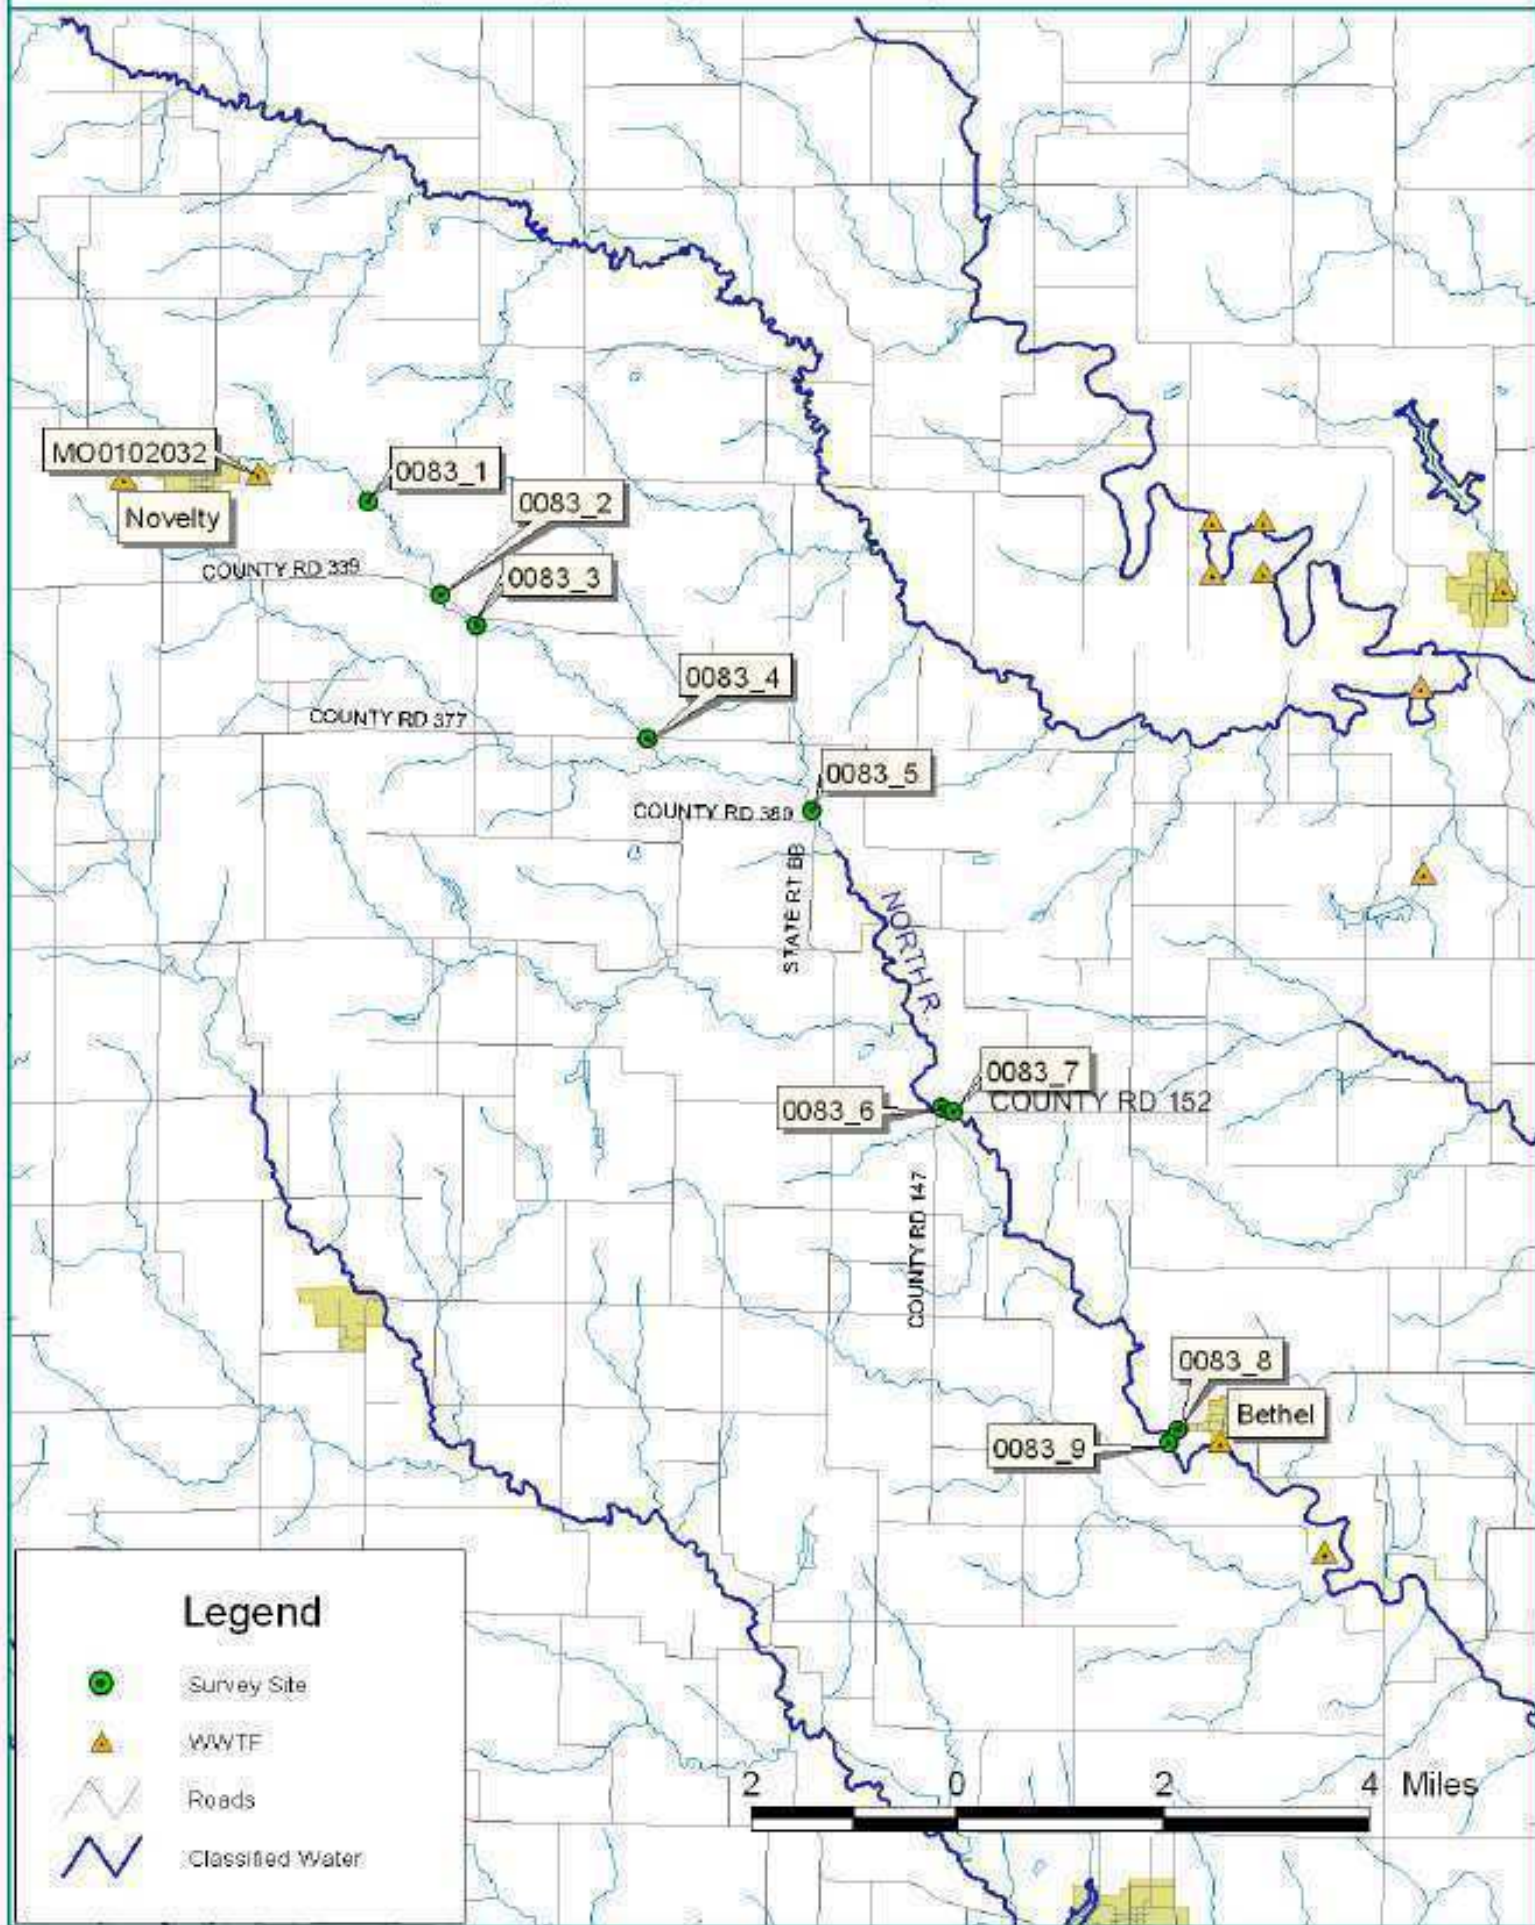 MO0102032
0083_1
0083_2
Novelty
COUNTY RD 339
0083_3
0083_4
COUNTY RD 377
0083_5
COUNTY RD 389
STATE RT BB
NORTH R.
0083_7
0083_6
COUNTY RD 152
COUNTY RD 147
0083_8
Bethel
0083_9
Legend
Survey Site
WWTF
Roads
Classified Water
2 0 2 4 Miles